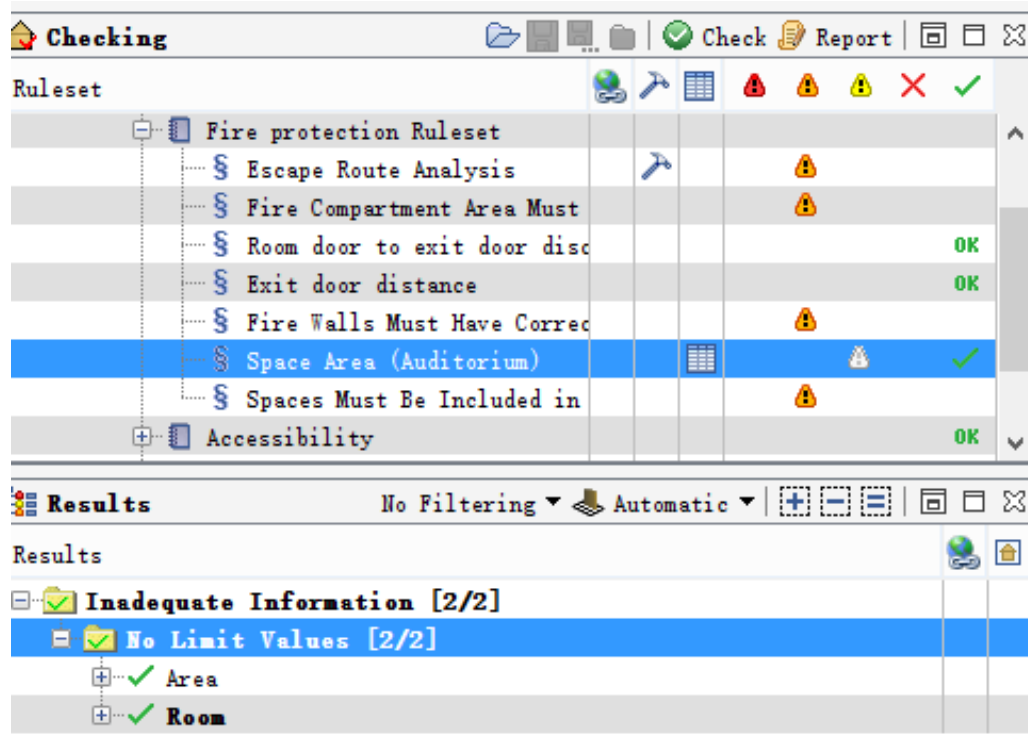 Checking Check Report
Ruleset
Fire protection Ruleset
§ Escape Route Analysis
§ Fire Compartment Area Must
§ Room door to exit door disc
OK
§ Exit door distance
OK
§ Fire Walls Must Have Correc
§ Space Area (Auditorium)
§ Spaces Must Be Included in
Accessibility
OK
Results No Filtering Automatic
Results
Inadequate Information [2/2]
No Limit Values [2/2]
Area
Room